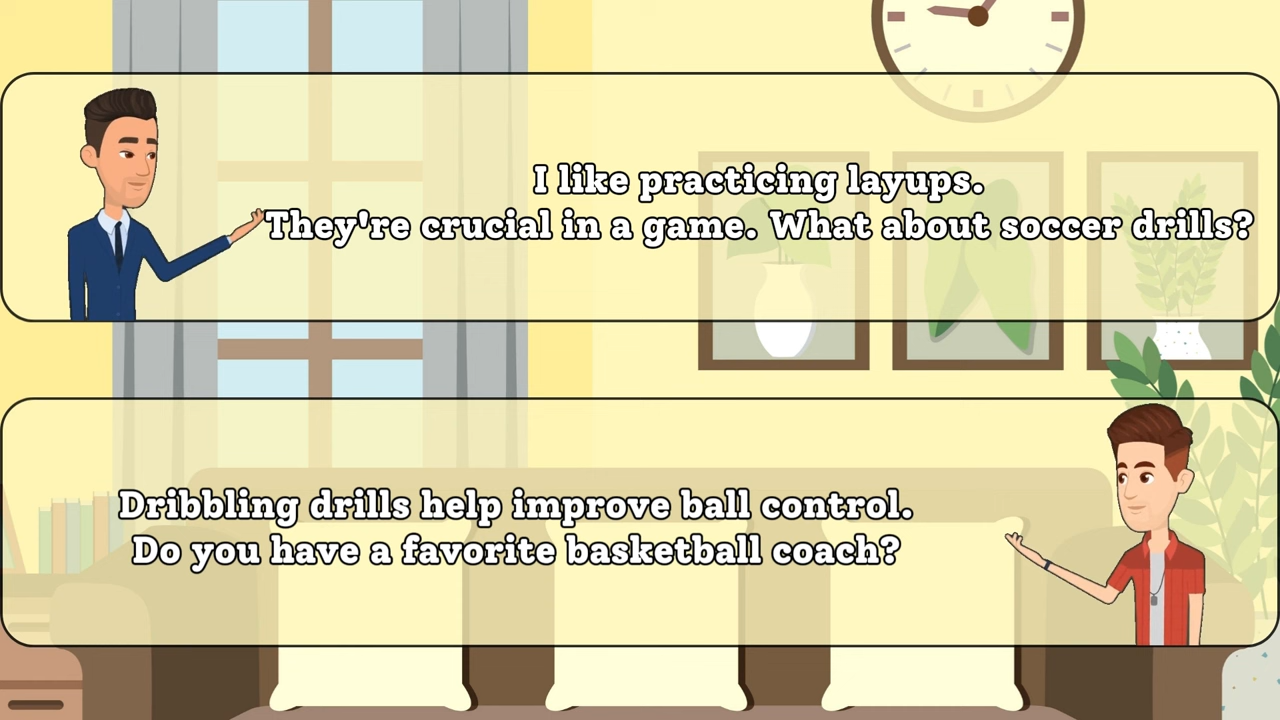 I like practicing layups.
They're crucial in a game. What about soccer drills?
Dribbling drills help improve ball control.
Do you have a favorite basketball coach?